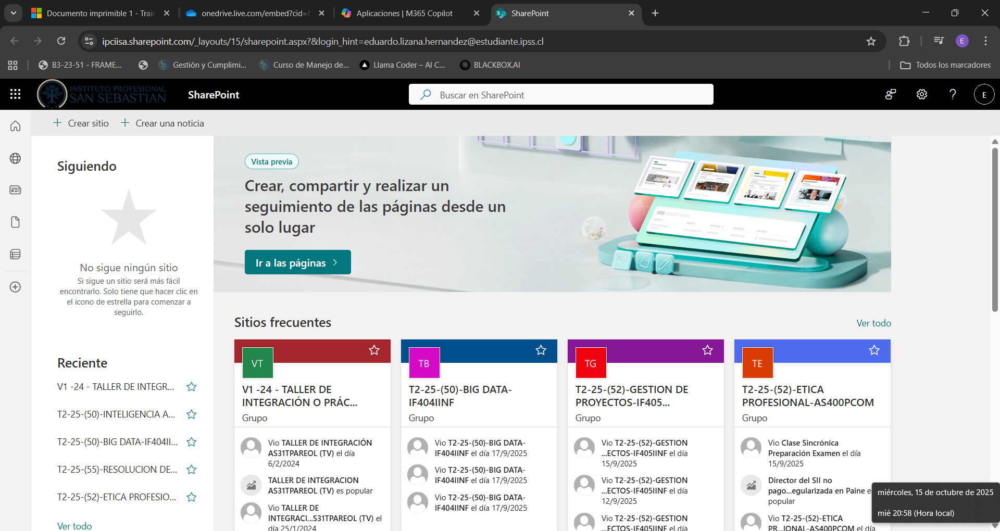 Documento imprimible 1 - Train
onedrive.live.com/embed?cid=
Aplicaciones | M365 Copilot
SharePoint
ipciisa.sharepoint.com/_layouts/15/sharepoint.aspx?&login_hint=eduardo.lizana.hernandez@estudiante.ipss.cl
E
B3-23-51 - FRAME...
Gestión y Cumplimi...
Curso de Manejo de...
Llama Coder – AI C...
BLACKBOX.AI
Todos los marcadores
INSTITUTO PROFESIONAL
SAN SEBASTIAN
SharePoint
Buscar en SharePoint
E
Crear sitio
Crear una noticia
Siguiendo
No sigue ningún sitio
Si sigue un sitio será más fácil
encontrarlo. Solo tiene que hacer clic en
el icono de estrella para comenzar a
seguirlo.
Reciente
V1 -24 - TALLER DE INTEGR...
T2-25-(50)-INTELIGENCIA A...
T2-25-(50)-BIG DATA-IF404II...
T2-25-(55)-RESOLUCION DE...
T2-25-(52)-ETICA PROFESIO...
Ver todo
Vista previa
Crear, compartir y realizar un
seguimiento de las páginas desde un
solo lugar
Ir a las páginas
Sitios frecuentes
Ver todo
VT
V1 -24 - TALLER DE
INTEGRACIÓN O PRÁC...
Grupo
Vio TALLER DE INTEGRACIÓN
AS31TPAREOL (TV) el día
6/2/2024
TALLER DE INTEGRACION
AS31TPAREOL (TV) es popular
Vio TALLER DE
INTEGRACI...S31TPAREOL (TV) el
día 25/1/2024
TB
T2-25-(50)-BIG DATA-
IF404IINF
Grupo
Vio T2-25-(50)-BIG DATA-
IF404IINF el día 17/9/2025
Vio T2-25-(50)-BIG DATA-
IF404IINF el día 17/9/2025
Vio T2-25-(50)-BIG DATA-
IF404IINF el día 17/9/2025
TG
T2-25-(52)-GESTION DE
PROYECTOS-IF405...
Grupo
Vio T2-25-(52)-GESTION
...ECTOS-IF405IINF el día
15/9/2025
Vio T2-25-(52)-GESTION
...ECTOS-IF405IINF el día
12/9/2025
Vio T2-25-(52)-GESTION
...ECTOS-IF405IINF el día
TE
T2-25-(52)-ETICA
PROFESIONAL-AS400PCOM
Grupo
Vio Clase Sincrónica
Preparación Examen el día
15/9/2025
Director del SII no
pago...egularizada en Paine e
popular
Vio T2-25-(52)-ETICA
PR...IONAL-AS400PCOM el día
miércoles, 15 de octubre de 2025
mié 20:58 (Hora local)